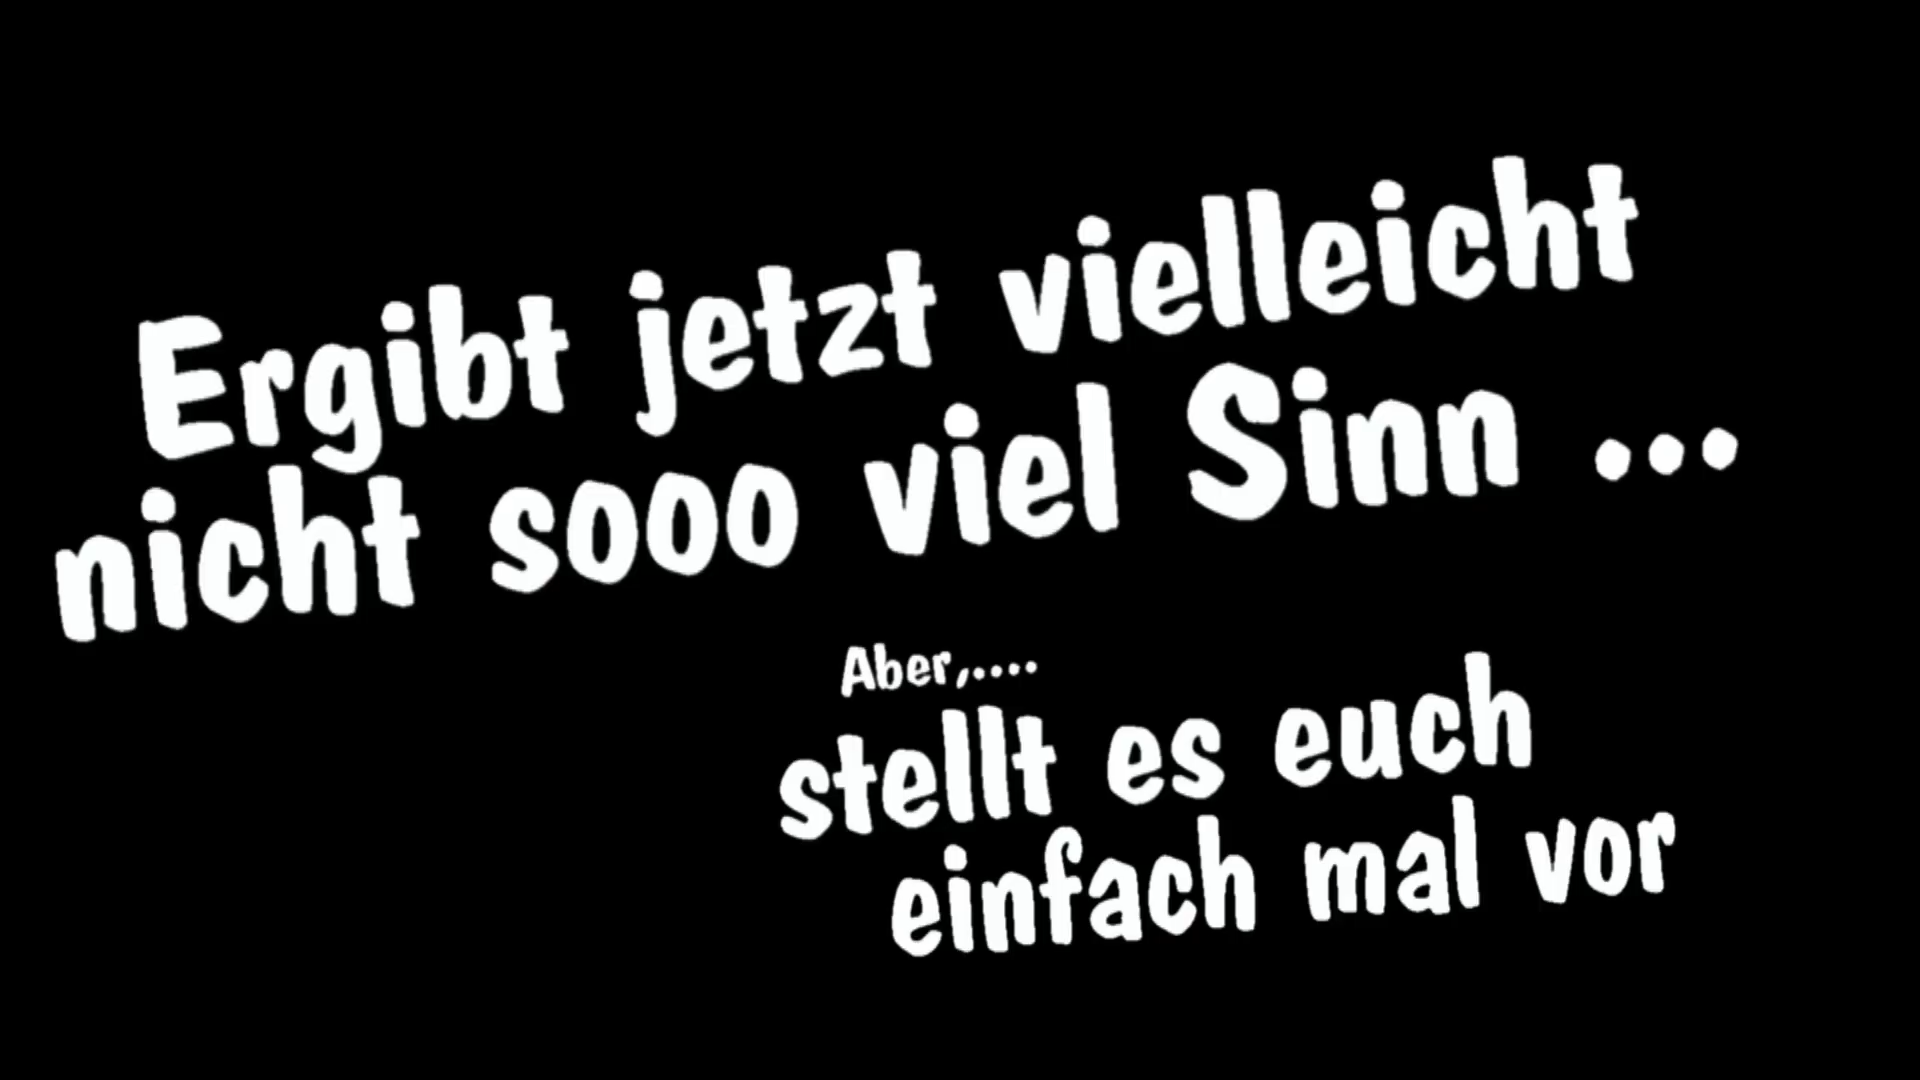 Ergibt jetzt vielleicht
nicht sooo viel Sinn ...
Aber,....
stellt es euch
einfach mal vor